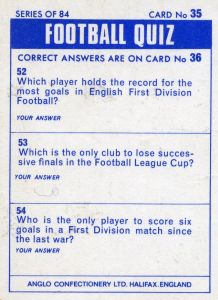 SERIES OF 84 CARD No 35
FOOTBALL QUIZ
CORRECT ANSWERS ARE ON CARD No 36
52
Which player holds the record for the
most goals in English First Division
Football?
YOUR ANSWER
53
Which is the only club to lose succes-
sive finals in the Football League Cup?
YOUR ANSWER
54
Who is the only player to score six
goals in a First Division match since
the last war?
YOUR ANSWER
ANGLO CONFECTIONERY LTD. HALIFAX.ENGLAND